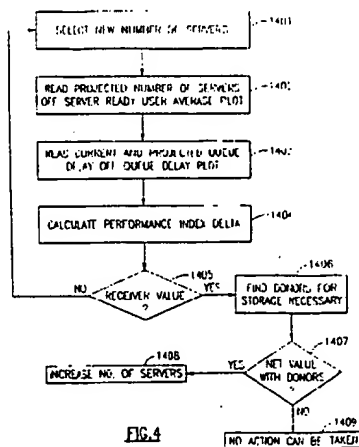 SELECT NEW NUMBER OF SERVERS
1401
READ PROJECTED NUMBER OF SERVERS
OFF SERVER READY USER AVERAGE PLOT
1402
READ CURRENT AND PROJECTED QUEUE
DELAY OFF QUEUE DELAY PLOT
1403
CALCULATE PERFORMANCE INDEX DELTA
1404
1405
NO
RECEIVER VALUE
?
YES
1406
FIND DONORS FOR
STORAGE NECESSARY
1407
NET VALUE
WITH DONORS
?
YES
1408
INCREASE NO. OF SERVERS
NO
1409
NO ACTION CAN BE TAKEN
FIG.4